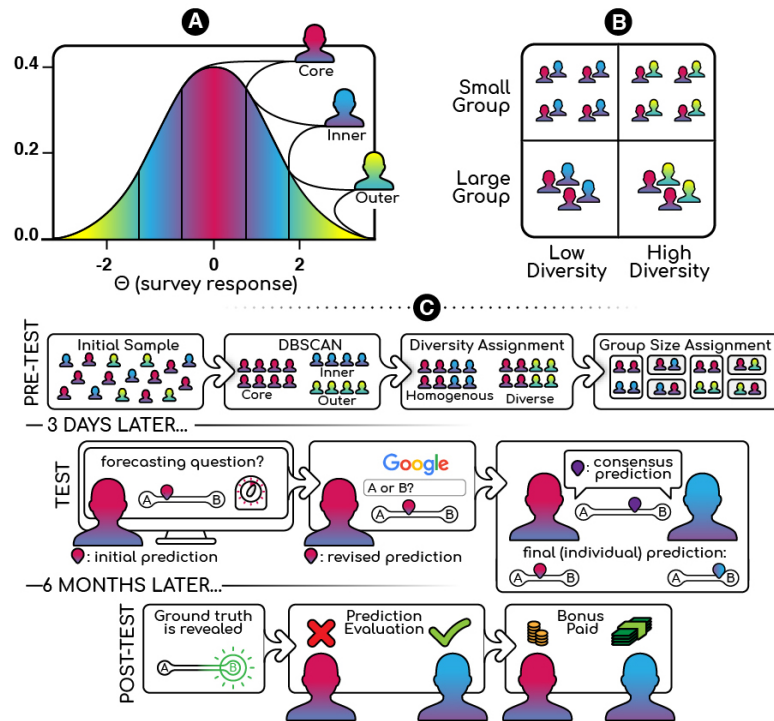 A
0.4
0.2
0.0
-2
0
2
Θ (survey response)
Core
Inner
Outer
B
Small
Group
Large
Group
Low
Diversity
High
Diversity
C
PRE-TEST
Initial Sample
DBSCAN
Core
Inner
Outer
Diversity Assignment
Homogenous
Diverse
Group Size Assignment
3 DAYS LATER...
TEST
forecasting question?
A
B
: initial prediction
Google
A or B?
A
B
: revised prediction
: consensus
prediction
A
B
final (individual) prediction:
A
B
A
B
6 MONTHS LATER...
POST-TEST
Ground truth
is revealed
A
B
Prediction
Evaluation
Bonus
Paid